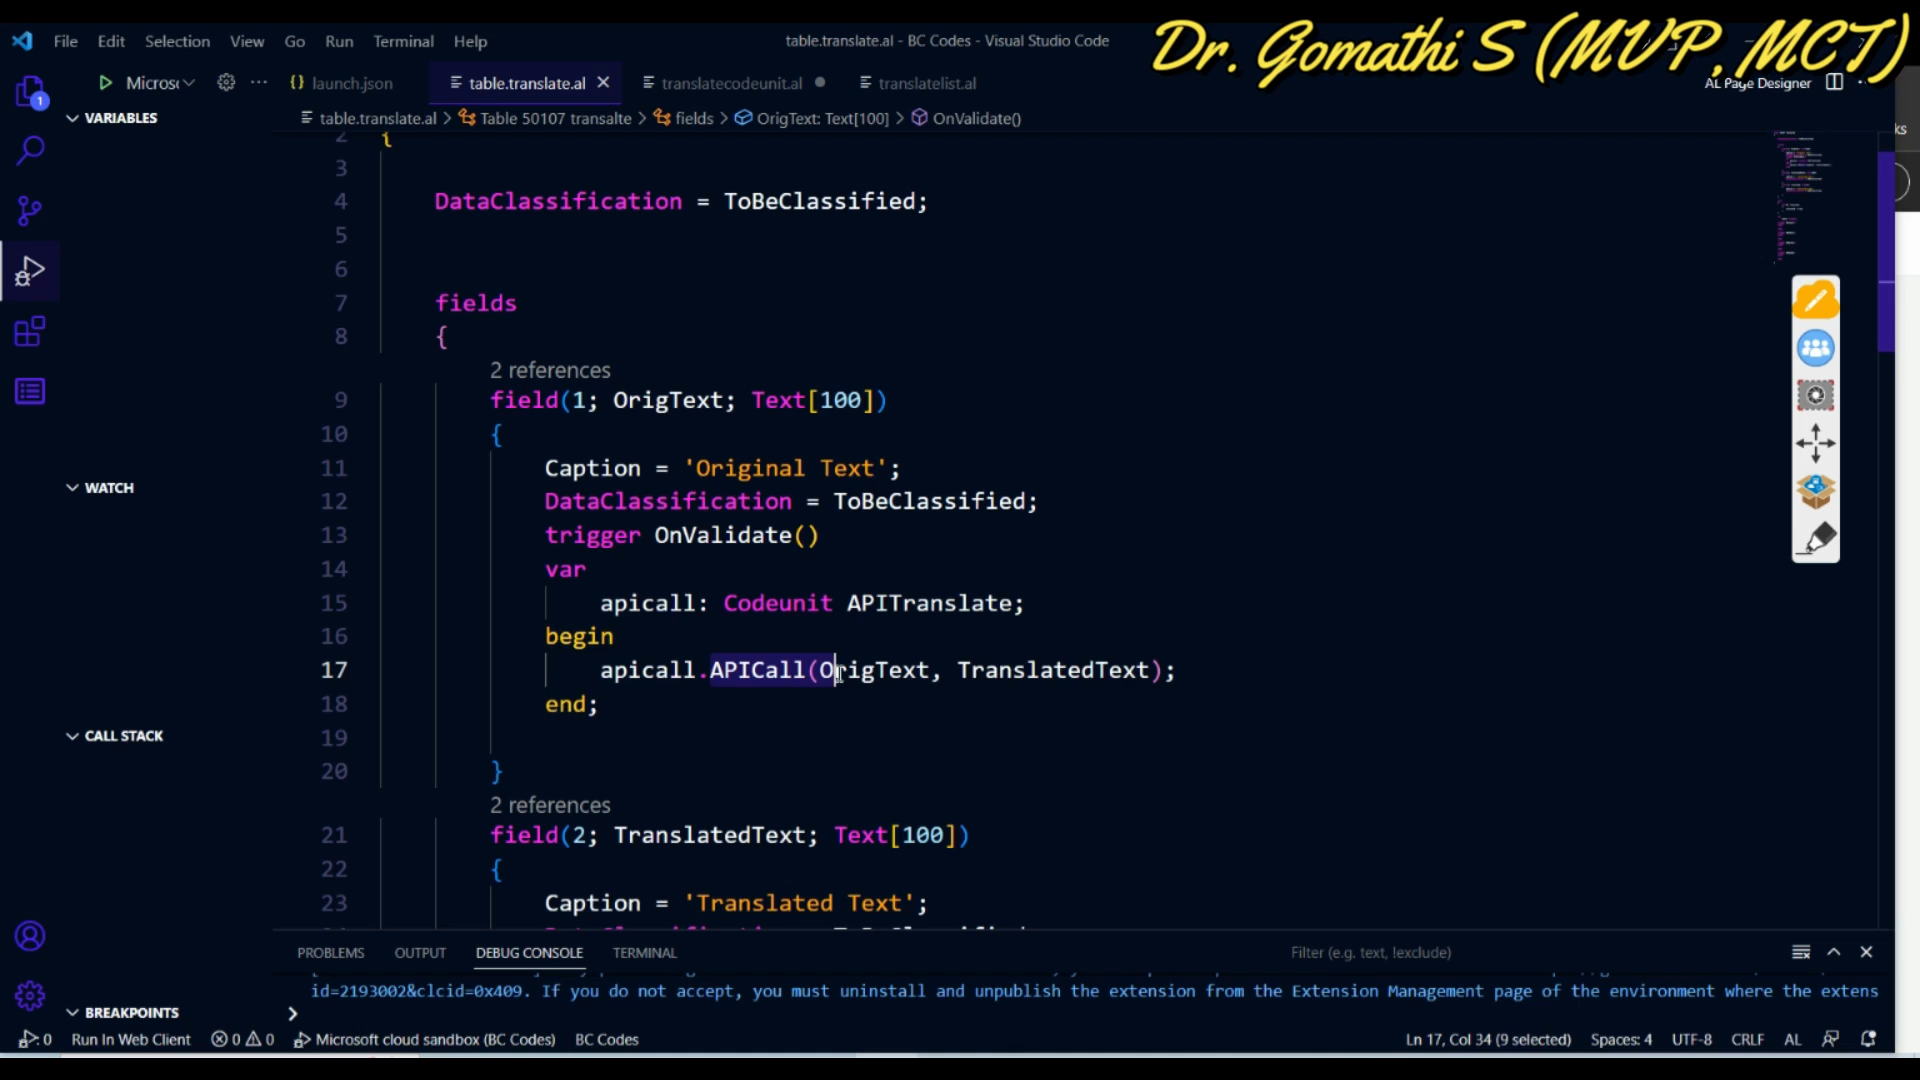 Dr. Gomathi S (MVP, MCT)
File Edit Selection View Go Run Terminal Help
table.translate.al - BC Codes - Visual Studio Code
Micros
launch.json
table.translate.al
translatecodeunit.al
translatelist.al
AL Page Designer
VARIABLES
table.translate.al > Table 50107 transalte > fields > OrigText: Text[100] > OnValidate()
ks
2 {
3
4 DataClassification = ToBeClassified;
5
6
7 fields
8 {
2 references
9 field(1; OrigText; Text[100])
10 {
11 Caption = 'Original Text';
12 DataClassification = ToBeClassified;
13 trigger OnValidate()
14 var
15 apicall: Codeunit APITranslate;
16 begin
17 apicall.APICall(OrigText, TranslatedText);
18 end;
19
20 }
2 references
21 field(2; TranslatedText; Text[100])
22 {
23 Caption = 'Translated Text';
1
WATCH
CALL STACK
BREAKPOINTS
PROBLEMS OUTPUT DEBUG CONSOLE TERMINAL
Filter (e.g. text, !exclude)
id=2193002&clcid=0x409. If you do not accept, you must uninstall and unpublish the extension from the Extension Management page of the environment where the extens
0 Run In Web Client 0 0 Microsoft cloud sandbox (BC Codes) BC Codes
Ln 17, Col 34 (9 selected) Spaces: 4 UTF-8 CRLF AL